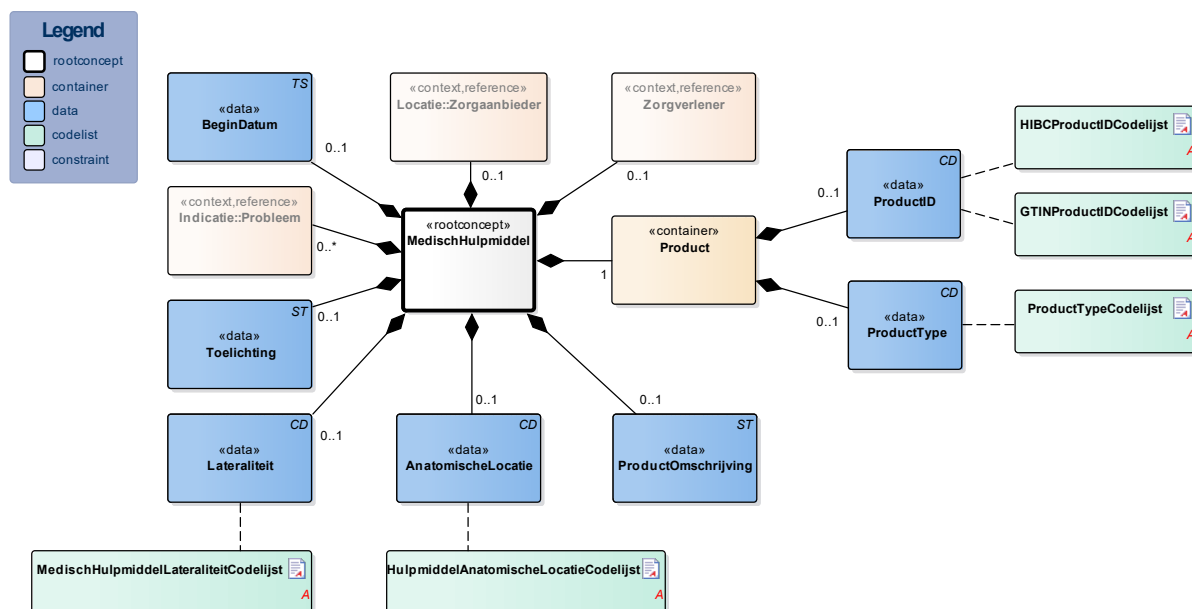 Legend
rootconcept
container
data
codelist
constraint
TS
«data»
BeginDatum
0..1
«context,reference»
Locatie::Zorgaanbieder
0..1
«context,reference»
Zorgverlener
0..1
«context,reference»
Indicatie::Probleem
0..*
«rootconcept»
MedischHulpmiddel
«container»
Product
1
CD
«data»
ProductID
0..1
HIBCProductIDCodelijst
A
GTINProductIDCodelijst
A
CD
«data»
ProductType
0..1
ProductTypeCodelijst
A
ST
«data»
Toelichting
0..1
CD
«data»
Lateraliteit
0..1
CD
«data»
AnatomischeLocatie
0..1
ST
«data»
ProductOmschrijving
0..1
MedischHulpmiddelLateraliteitCodelijst
A
HulpmiddelAnatomischeLocatieCodelijst
A